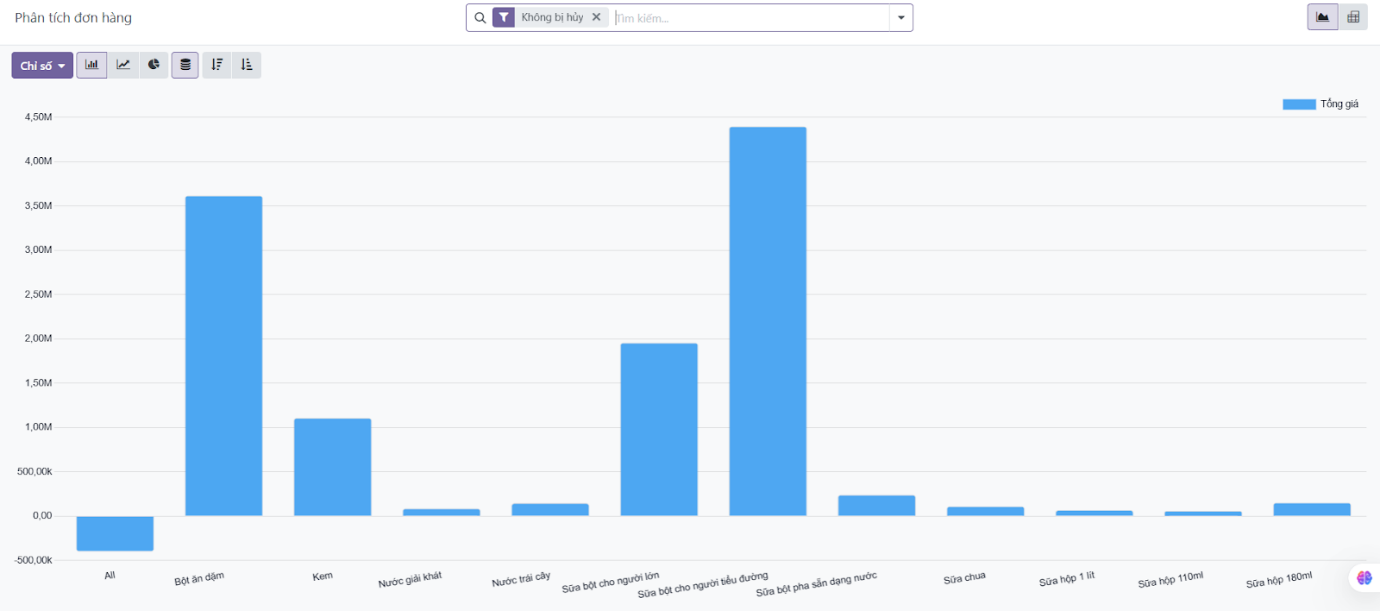 Phân tích đơn hàng
Không bị hủy
Tìm kiếm...
Chỉ số
Tổng giá
4,50M
4,00M
3,50M
3,00M
2,50M
2,00M
1,50M
1,00M
500,00k
0,00
-500,00k
All
Bột ăn dặm
Kem
Nước giải khát
Nước trái cây
Sữa bột cho người lớn
Sữa bột cho người tiểu đường
Sữa bột pha sẵn dạng nước
Sữa chua
Sữa hộp 1 lít
Sữa hộp 110ml
Sữa hộp 180ml